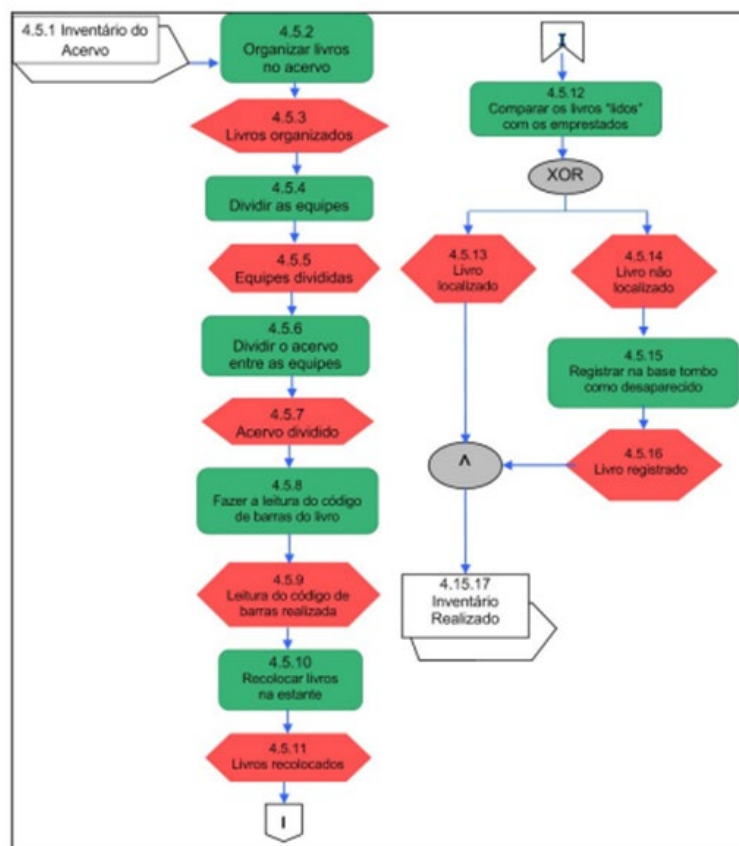 4.5.1 Inventário do
Acervo
4.5.2
Organizar livros
no acervo
4.5.3
Livros organizados
4.5.4
Dividir as equipes
4.5.5
Equipes divididas
4.5.6
Dividir o acervo
entre as equipes
4.5.7
Acervo dividido
4.5.8
Fazer a leitura do código
de barras do livro
4.5.9
Leitura do código de
barras realizada
4.5.10
Recolocar livros
na estante
4.5.11
Livros recolocados
I
I
4.5.12
Comparar os livros "lidos"
com os emprestados
XOR
4.5.13
Livro
localizado
4.5.14
Livro não
localizado
4.5.15
Registrar na base tombo
como desaparecido
4.5.16
Livro registrado
^
4.15.17
Inventário
Realizado